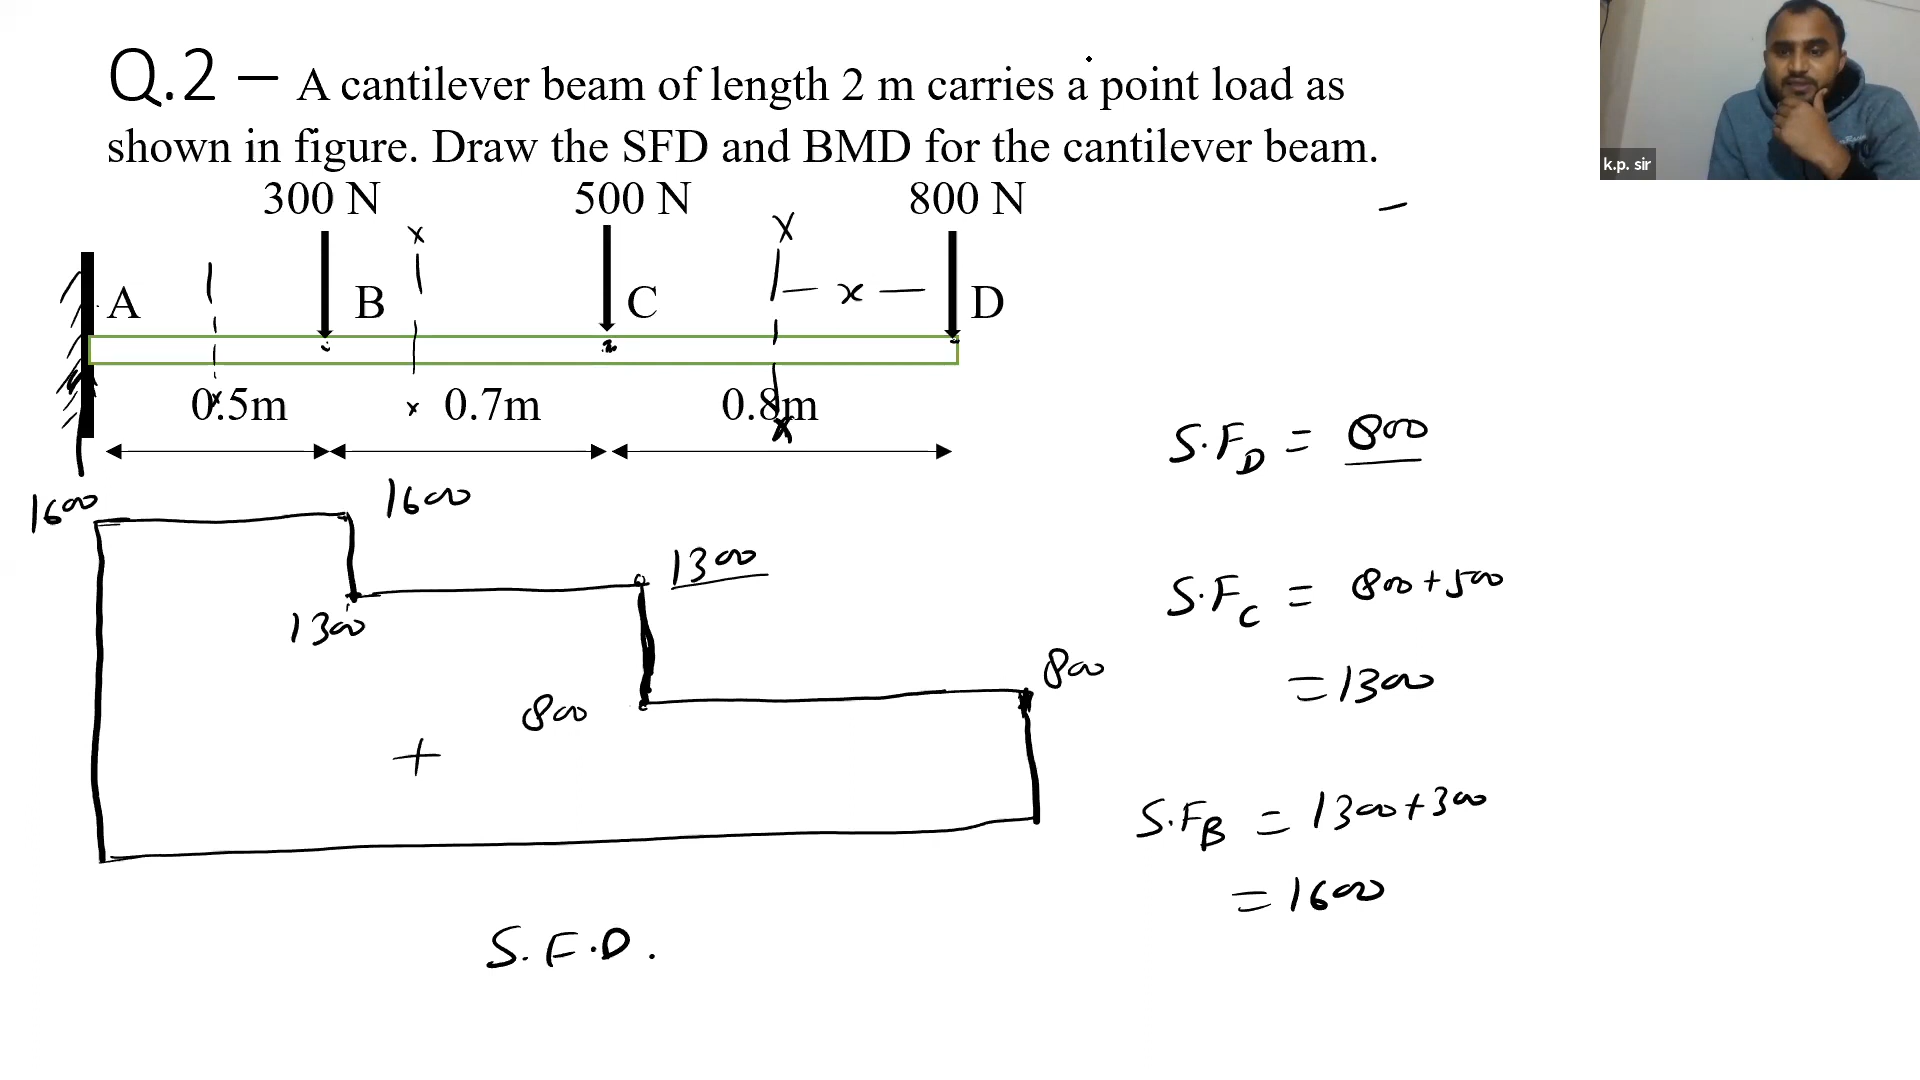 Q.2 – A cantilever beam of length 2 m carries a point load as
shown in figure. Draw the SFD and BMD for the cantilever beam.
k.p. sir
300 N 500 N 800 N
x X
A B C x D
0.5m 0.7m 0.8m
x x X
S.F_D = 800
1600 1600
1300
S.F_C = 800+500
1300
= 1300
800 800
+
S.F_B = 1300+300
= 1600
S.F.D.